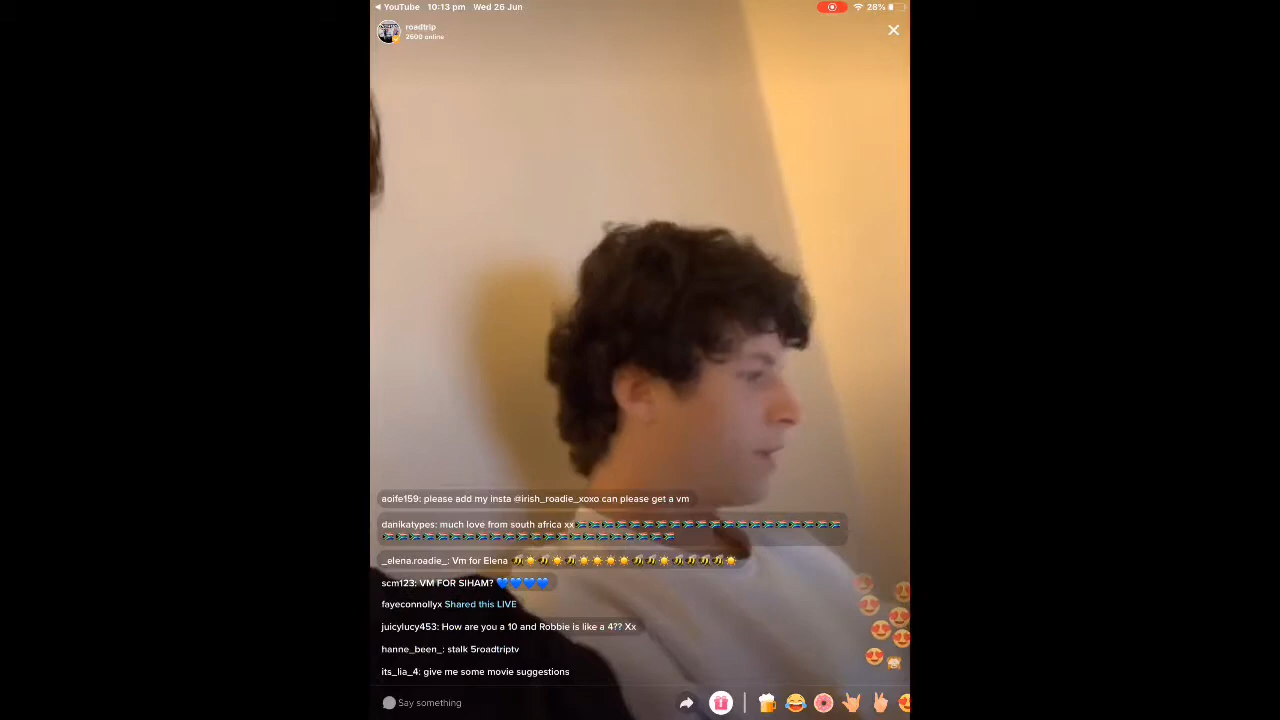 YouTube 10:13 pm Wed 26 Jun 28%
roadtrip
2500 online
aoife159: please add my insta @irish_roadie_xoxo can please get a vm
danikatypes: much love from south africa xx🇿🇦🇿🇦🇿🇦🇿🇦🇿🇦🇿🇦🇿🇦🇿🇦🇿🇦🇿🇦🇿🇦🇿🇦🇿🇦🇿🇦🇿🇦🇿🇦🇿🇦🇿🇦🇿🇦🇿🇦
🇿🇦🇿🇦🇿🇦🇿🇦🇿🇦🇿🇦🇿🇦🇿🇦🇿🇦🇿🇦🇿🇦🇿🇦🇿🇦🇿🇦🇿🇦🇿🇦🇿🇦🇿🇦🇿🇦🇿🇦🇿🇦🇿🇦
_elena.roadie_: Vm for Elena 🐝☀️🐝☀️🐝☀️☀️☀️☀️🐝🐝☀️🐝🐝🐝🐝☀️
scm123: VM FOR SIHAM? 💙💙💙💙
fayeconnollyx Shared this LIVE
juicylucy453: How are you a 10 and Robbie is like a 4?? Xx
hanne_been_: stalk 5roadtriptv
its_lia_4: give me some movie suggestions
Say something